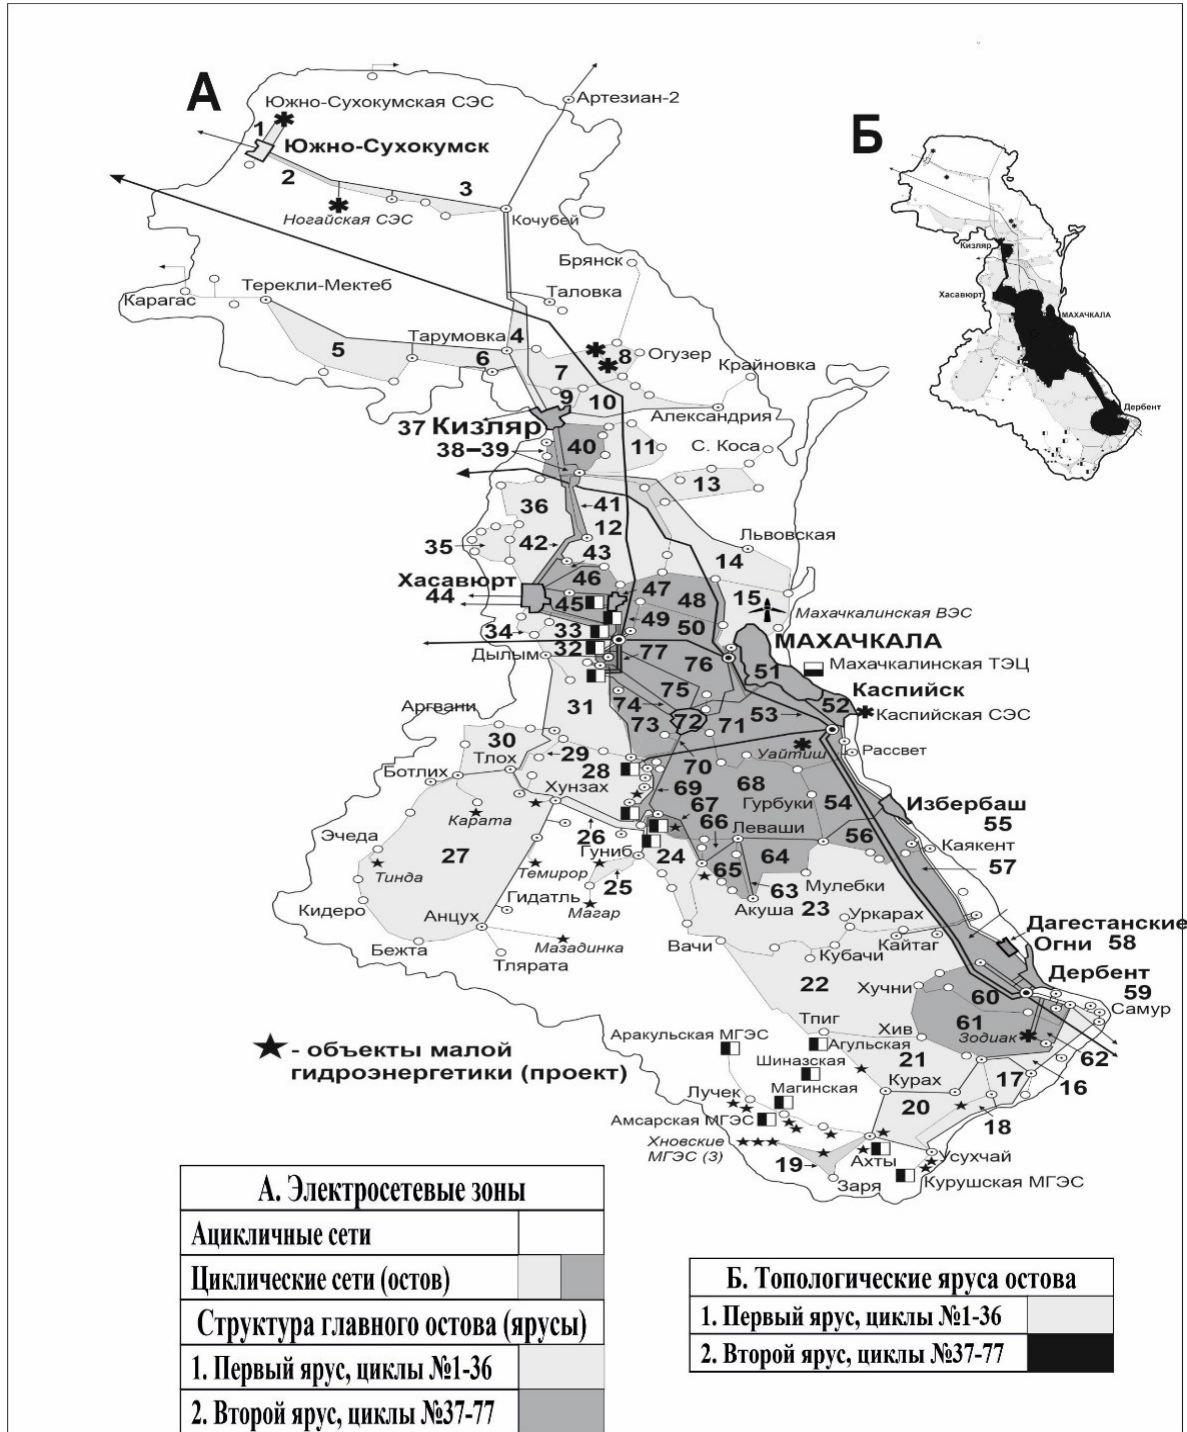 А
Южно-Сухокумская СЭС
Артезиан-2
1
Южно-Сухокумск
2
3
Ногайская СЭС
Кочубей
Брянск
Карагас
Терекли-Мектеб
Таловка
Тарумовка
4
5
6
7
8
Огузер
Крайновка
9
10
Александрия
37 Кизляр
38–39
40
11
С. Коса
13
36
41
12
35
42
43
Львовская
14
Хасавюрт
44
46
47
45
48
15
Махачкалинская ВЭС
49
50
34
33
МАХАЧКАЛА
Дылым
32
77
76
51
Махачкалинская ТЭЦ
75
Каспийск
52
31
74
53
Каспийская СЭС
Аргвани
73
72
71
30
29
Уайтиш
Рассвет
Ботлих
Тлох
28
70
68
Хунзах
69
Гурбуки
54
Избербаш
55
Карата
67
66
Леваши
Эчеда
26
56
Каякент
27
Гуниб
24
64
57
Тинда
Темирор
25
65
63
Мулебки
Кидеро
Гидатль
Магар
Акуша
23
Анцух
Уркарах
Дагестанские
Огни 58
Бежта
Мазадинка
Вачи
Кайтаг
Тлярата
Кубачи
Дербент
59
22
Хучни
60
Самур
Тпиг
61
Аракульская МГЭС
Хив
Зодиак
★ - объекты малой
гидроэнергетики (проект)
Агульская
21
62
Шиназская
16
Магинская
Курах
17
Лучек
20
Амсарская МГЭС
18
Хновские
МГЭС (3)
19
Ахты
Усухчай
Заря
Курушская МГЭС
Б
Кизляр
Хасавюрт
МАХАЧКАЛА
Дербент
А. Электросетевые зоны
Ацикличные сети
Циклические сети (остов)
Структура главного остова (ярусы)
1. Первый ярус, циклы №1-36
2. Второй ярус, циклы №37-77
Б. Топологические яруса остова
1. Первый ярус, циклы №1-36
2. Второй ярус, циклы №37-77